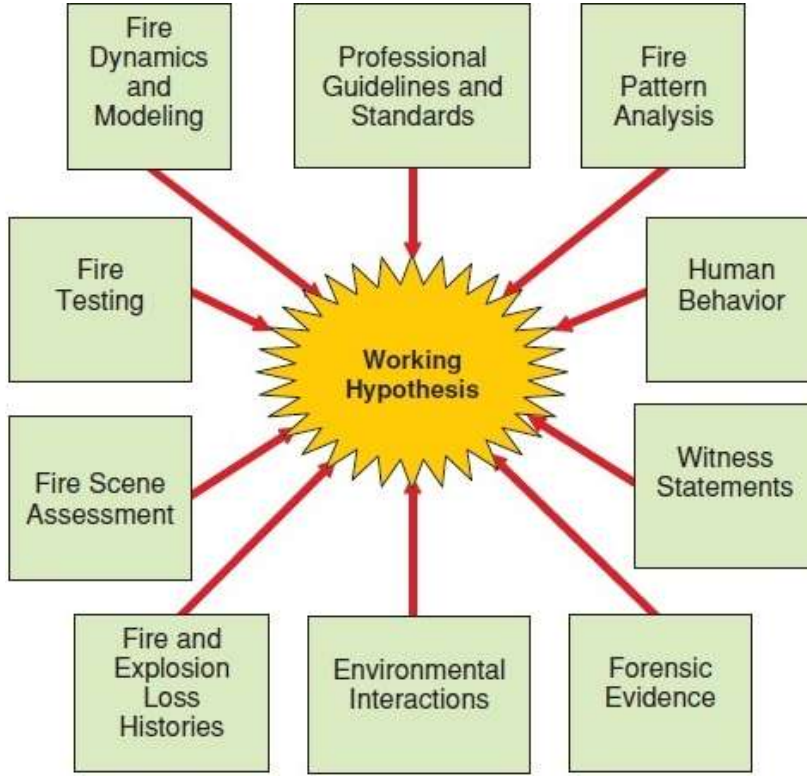 Fire
Dynamics
and
Modeling
Professional
Guidelines and
Standards
Fire
Pattern
Analysis
Fire
Testing
Human
Behavior
Working
Hypothesis
Fire Scene
Assessment
Witness
Statements
Fire and
Explosion
Loss
Histories
Environmental
Interactions
Forensic
Evidence